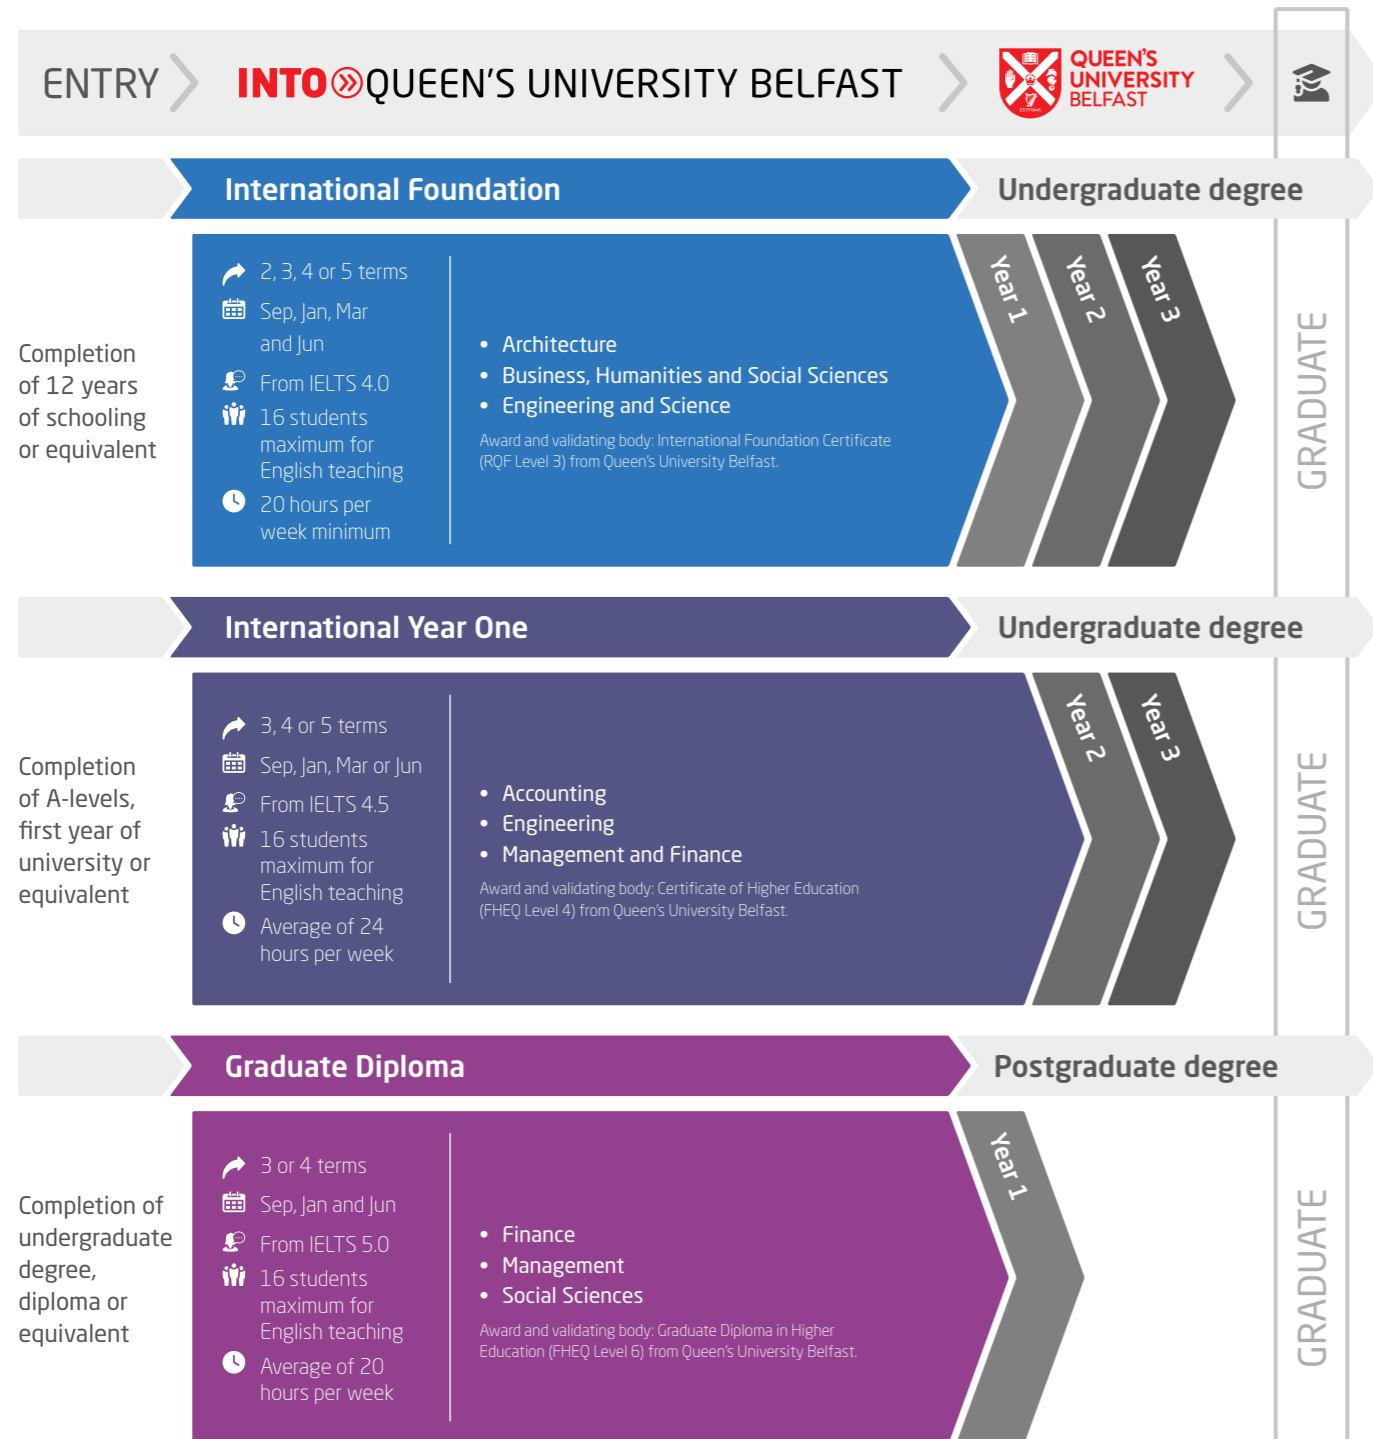 ENTRY
INTO QUEEN'S UNIVERSITY BELFAST
QUEEN'S
UNIVERSITY
BELFAST
International Foundation
Undergraduate degree
Completion
of 12 years
of schooling
or equivalent
2, 3, 4 or 5 terms
Sep, Jan, Mar
and Jun
From IELTS 4.0
16 students
maximum for
English teaching
20 hours per
week minimum
• Architecture
• Business, Humanities and Social Sciences
• Engineering and Science
Award and validating body: International Foundation Certificate
(RQF Level 3) from Queen's University Belfast.
Year 1
Year 2
Year 3
GRADUATE
International Year One
Undergraduate degree
Completion
of A-levels,
first year of
university or
equivalent
3, 4 or 5 terms
Sep, Jan, Mar or Jun
From IELTS 4.5
16 students
maximum for
English teaching
Average of 24
hours per week
• Accounting
• Engineering
• Management and Finance
Award and validating body: Certificate of Higher Education
(FHEQ Level 4) from Queen's University Belfast.
Year 2
Year 3
GRADUATE
Graduate Diploma
Postgraduate degree
Completion of
undergraduate
degree,
diploma or
equivalent
3 or 4 terms
Sep, Jan and Jun
From IELTS 5.0
16 students
maximum for
English teaching
Average of 20
hours per week
• Finance
• Management
• Social Sciences
Award and validating body: Graduate Diploma in Higher
Education (FHEQ Level 6) from Queen's University Belfast.
Year 1
GRADUATE